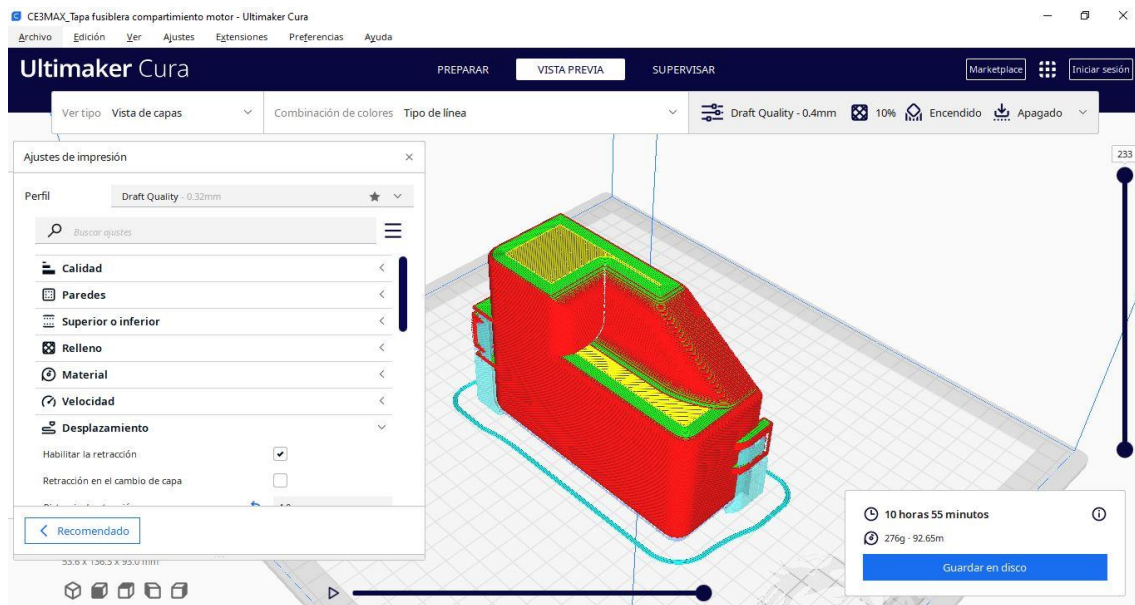 CE3MAX_Tapa fusiblera compartimiento motor - Ultimaker Cura
Archivo Edición Ver Ajustes Extensiones Preferencias Ayuda
Ultimaker Cura PREPARAR VISTA PREVIA SUPERVISAR Marketplace Iniciar sesión
Ver tipo Vista de capas Combinación de colores Tipo de línea Draft Quality - 0.4mm 10% Encendido Apagado
Ajustes de impresión
233
Perfil Draft Quality - 0.32mm
Buscar ajustes
Calidad
Paredes
Superior o inferior
Relleno
Material
Velocidad
Desplazamiento
Habilitar la retracción
Retracción en el cambio de capa
Recomendado
10 horas 55 minutos
276g - 92.65m
Guardar en disco